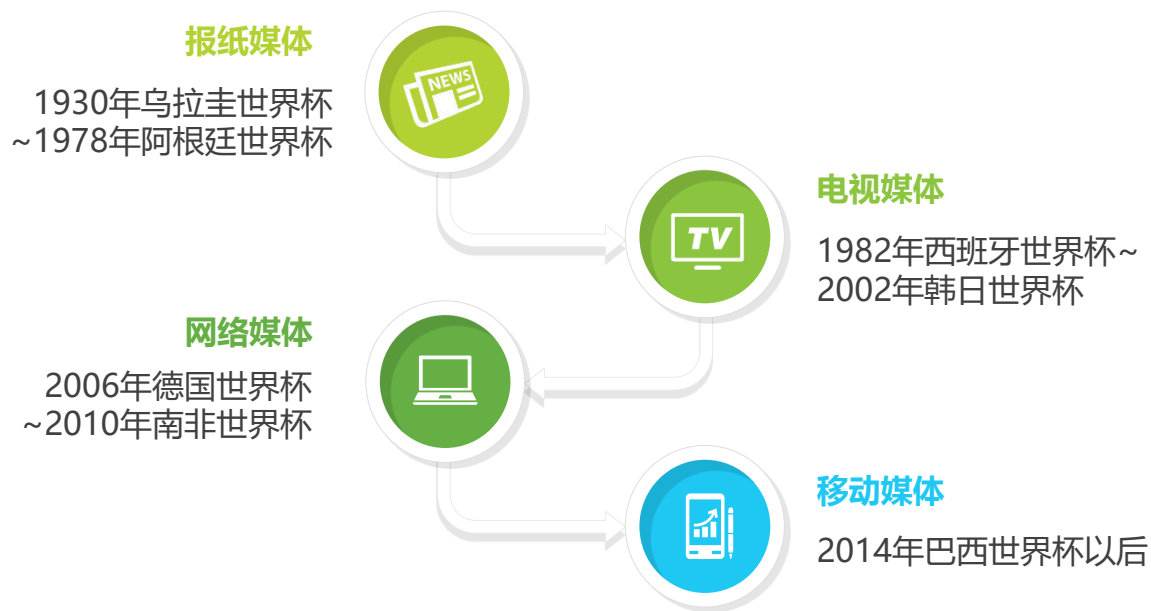 报纸媒体
1930年乌拉圭世界杯
~1978年阿根廷世界杯
NEWS
电视媒体
1982年西班牙世界杯~
2002年韩日世界杯
TV
网络媒体
2006年德国世界杯
~2010年南非世界杯
移动媒体
2014年巴西世界杯以后